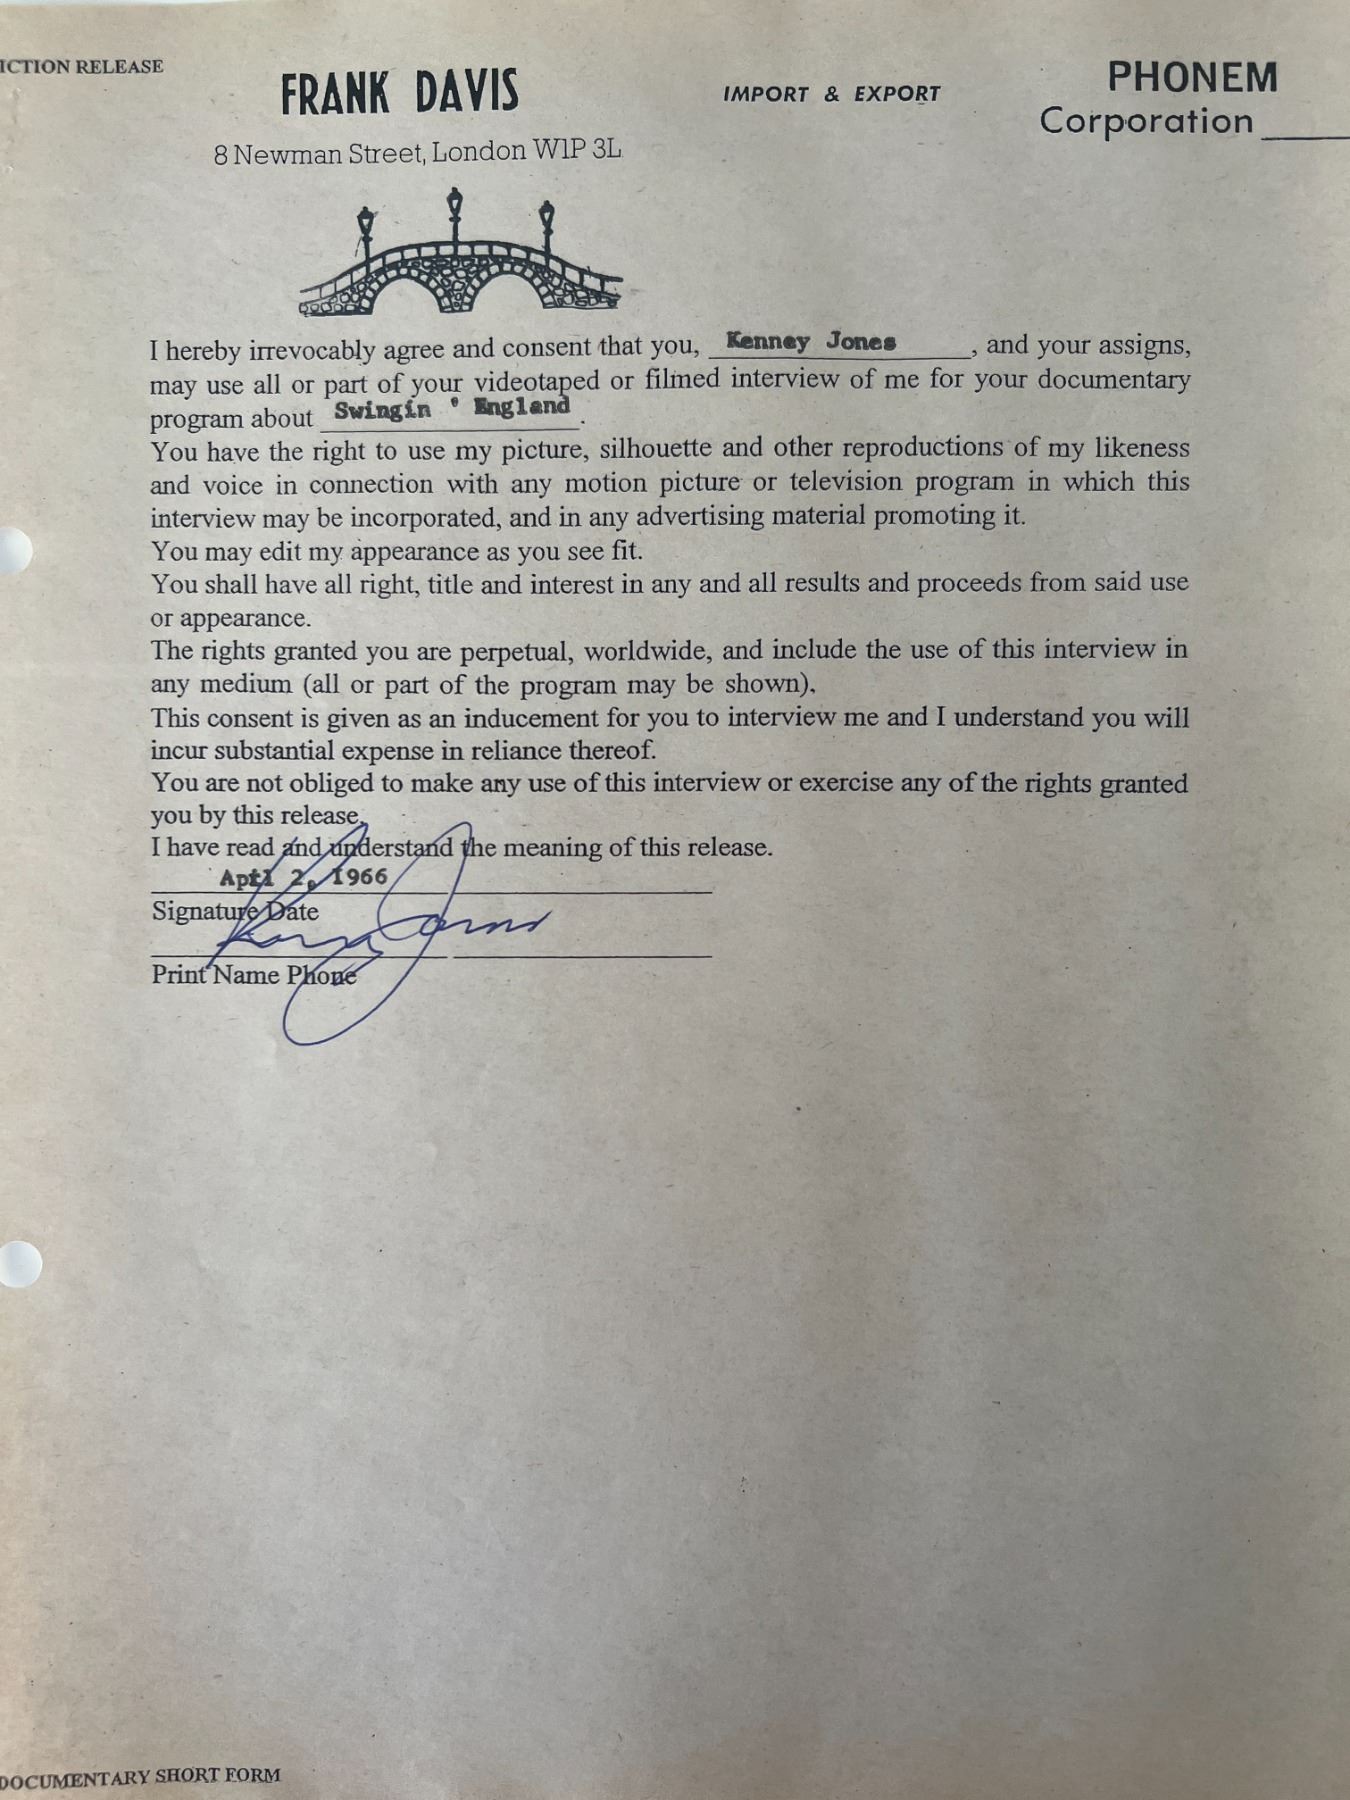 ICTION RELEASE
FRANK DAVIS
IMPORT & EXPORT
PHONEM
Corporation
8 Newman Street, London W1P 3L
I hereby irrevocably agree and consent that you, Kenney Jones, and your assigns,
may use all or part of your videotaped or filmed interview of me for your documentary
program about Swingin ' England.
You have the right to use my picture, silhouette and other reproductions of my likeness
and voice in connection with any motion picture or television program in which this
interview may be incorporated, and in any advertising material promoting it.
You may edit my appearance as you see fit.
You shall have all right, title and interest in any and all results and proceeds from said use
or appearance.
The rights granted you are perpetual, worldwide, and include the use of this interview in
any medium (all or part of the program may be shown).
This consent is given as an inducement for you to interview me and I understand you will
incur substantial expense in reliance thereof.
You are not obliged to make any use of this interview or exercise any of the rights granted
you by this release.
I have read and understand the meaning of this release.
2, 1966
Signature Date
Jones
Print Name Phone
DOCUMENTARY SHORT FORM